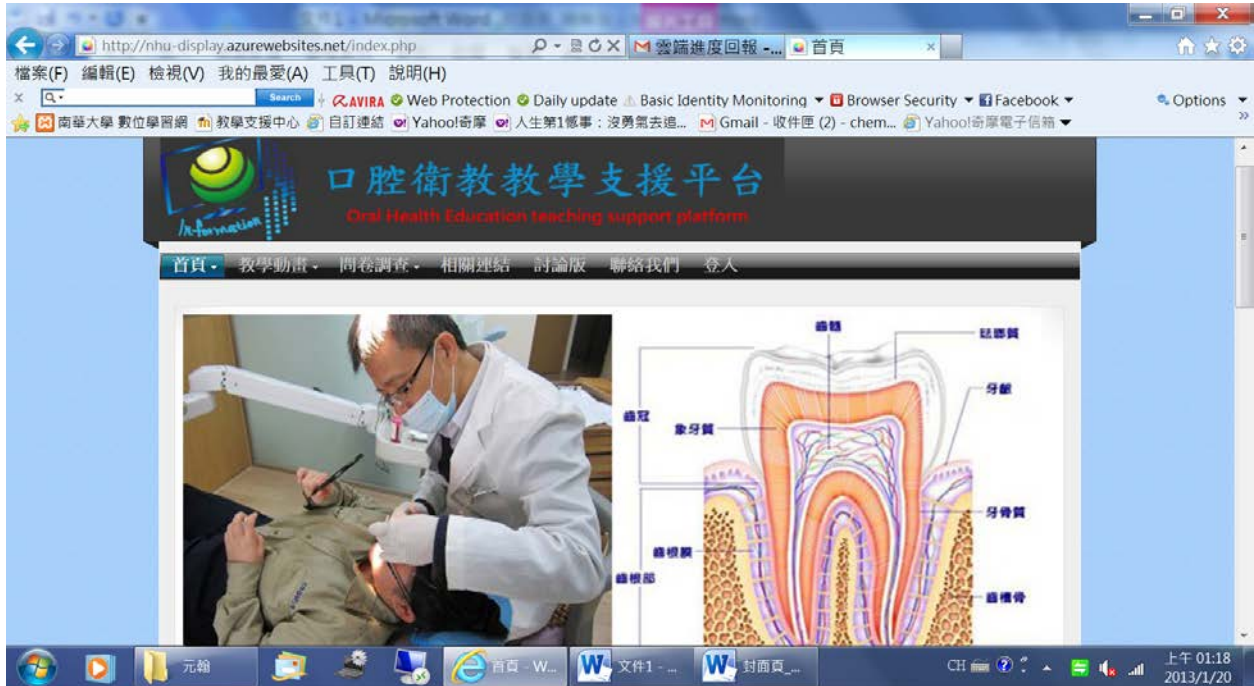 文件1 - Microsoft Word
http://nhu-display.azurewebsites.net/index.php
雲端進度回報 -...
首頁
檔案(F) 編輯(E) 檢視(V) 我的最愛(A) 工具(T) 說明(H)
Search AVIRA Web Protection Daily update Basic Identity Monitoring Browser Security Facebook Options
南華大學 數位學習網 教學支援中心 自訂連結 Yahoo!奇摩 人生第1憾事：沒勇氣去追... Gmail - 收件匣 (2) - chem... Yahoo!奇摩電子信箱
口腔衛教教學支援平台
Oral Health Education teaching support platform
Information
首頁 教學動畫 問卷調查 相關連結 討論版 聯絡我們 登入
齒髓
琺瑯質
牙齦
齒冠
象牙質
牙骨質
齒根膜
齒根部
齒槽骨
元翰
首頁 - W...
文件1 - ...
封面頁_...
CH
上午 01:18
2013/1/20